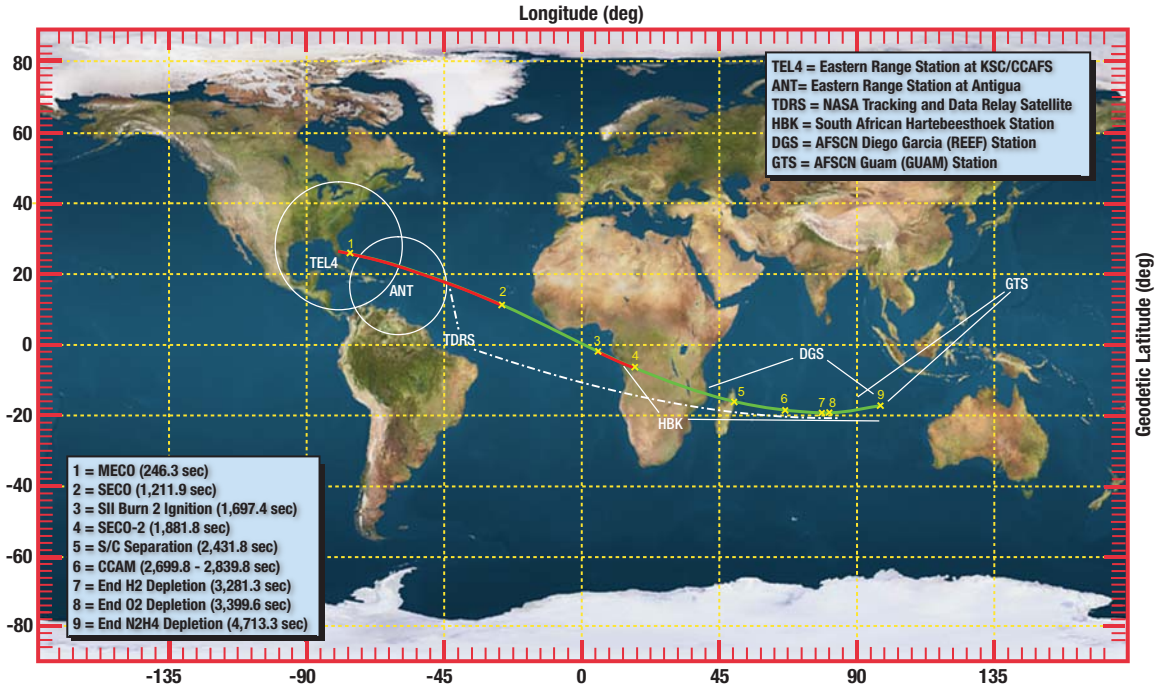 Longitude (deg)
TEL4 = Eastern Range Station at KSC/CCAFS
ANT= Eastern Range Station at Antigua
TDRS = NASA Tracking and Data Relay Satellite
HBK = South African Hartebeesthoek Station
DGS = AFSCN Diego Garcia (REEF) Station
GTS = AFSCN Guam (GUAM) Station
80
60
40
20
0
-20
-40
-60
-80
Geodetic Latitude (deg)
1
TEL4
ANT
2
TDRS
3
4
HBK
DGS
GTS
5
6
7
8
9
1 = MECO (246.3 sec)
2 = SECO (1,211.9 sec)
3 = SII Burn 2 Ignition (1,697.4 sec)
4 = SECO-2 (1,881.8 sec)
5 = S/C Separation (2,431.8 sec)
6 = CCAM (2,699.8 - 2,839.8 sec)
7 = End H2 Depletion (3,281.3 sec)
8 = End O2 Depletion (3,399.6 sec)
9 = End N2H4 Depletion (4,713.3 sec)
-135 -90 -45 0 45 90 135